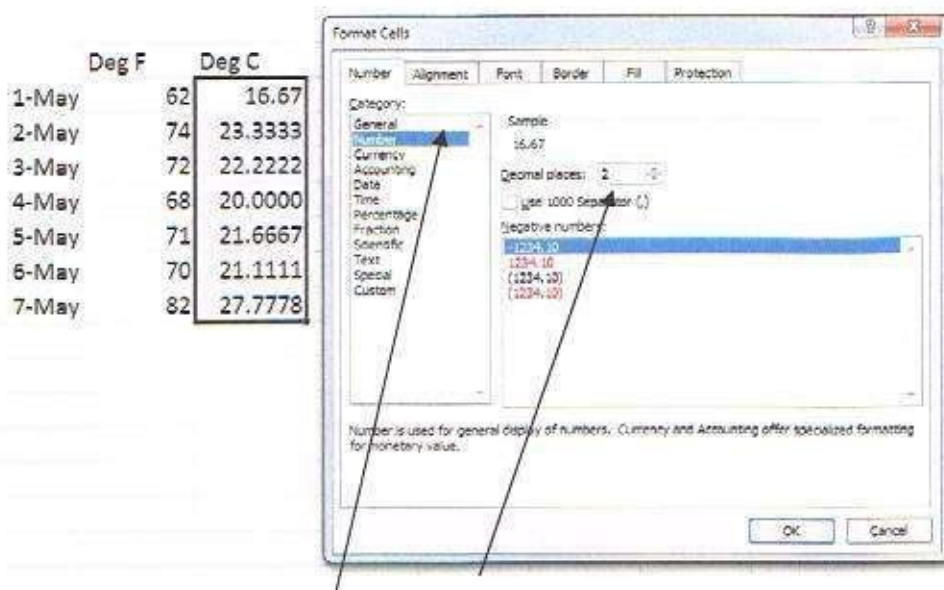 Deg F Deg C
1-May 62 16.67
2-May 74 23.3333
3-May 72 22.2222
4-May 68 20.0000
5-May 71 21.6667
6-May 70 21.1111
7-May 82 27.7778
Format Cells
Number Alignment Font Border Fill Protection
Category:
General
Number
Currency
Accounting
Date
Time
Percentage
Fraction
Scientific
Text
Special
Custom
Sample
16.67
Decimal places: 2
Use 1000 Separator (,)
Negative numbers:
-1234.10
1234.10
(1234.10)
(1234.10)
Number is used for general display of numbers. Currency and Accounting offer specialized formatting
for monetary value.
OK Cancel